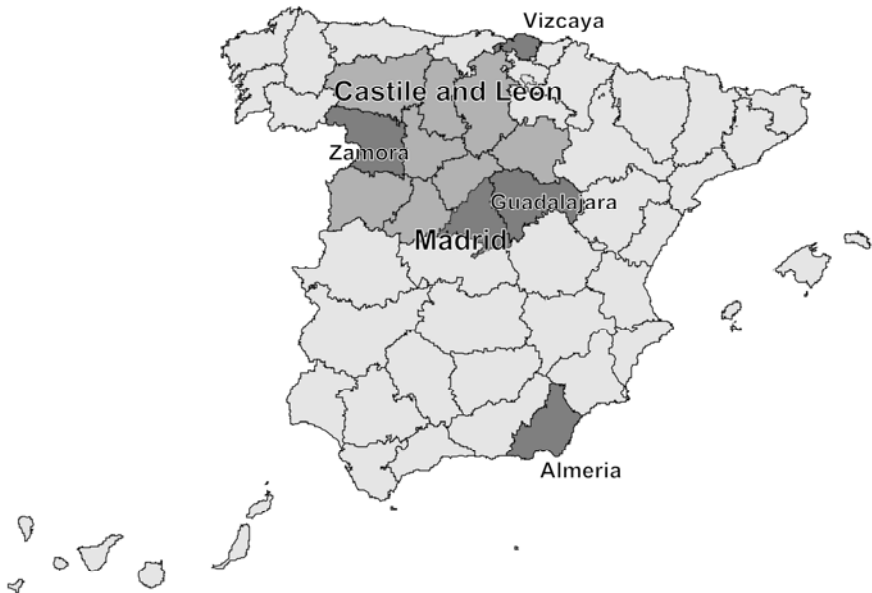 Vizcaya
Castile and Leon
Zamora
Guadalajara
Madrid
Almeria